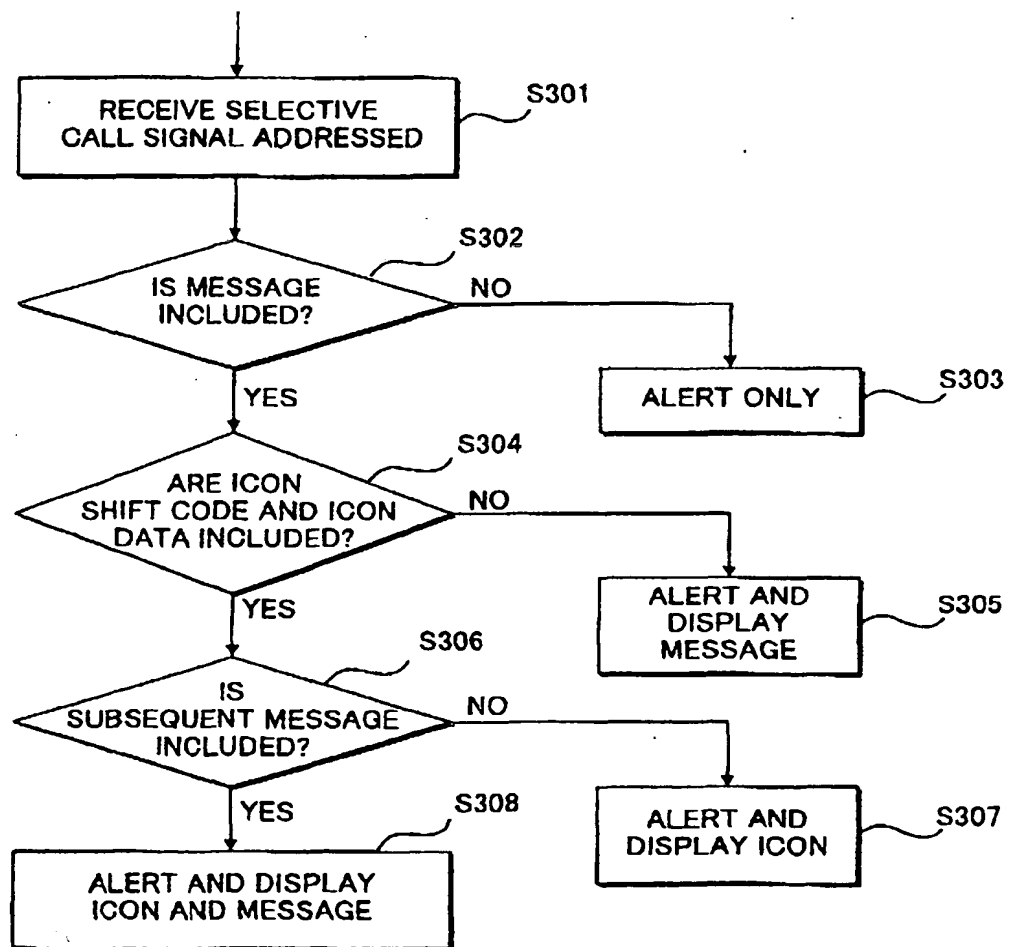 RECEIVE SELECTIVE
CALL SIGNAL ADDRESSED
S301
IS MESSAGE
INCLUDED?
S302
NO
YES
ALERT ONLY
S303
ARE ICON
SHIFT CODE AND ICON
DATA INCLUDED?
S304
NO
YES
ALERT AND
DISPLAY
MESSAGE
S305
IS
SUBSEQUENT MESSAGE
INCLUDED?
S306
NO
YES
ALERT AND
DISPLAY ICON
S307
ALERT AND DISPLAY
ICON AND MESSAGE
S308